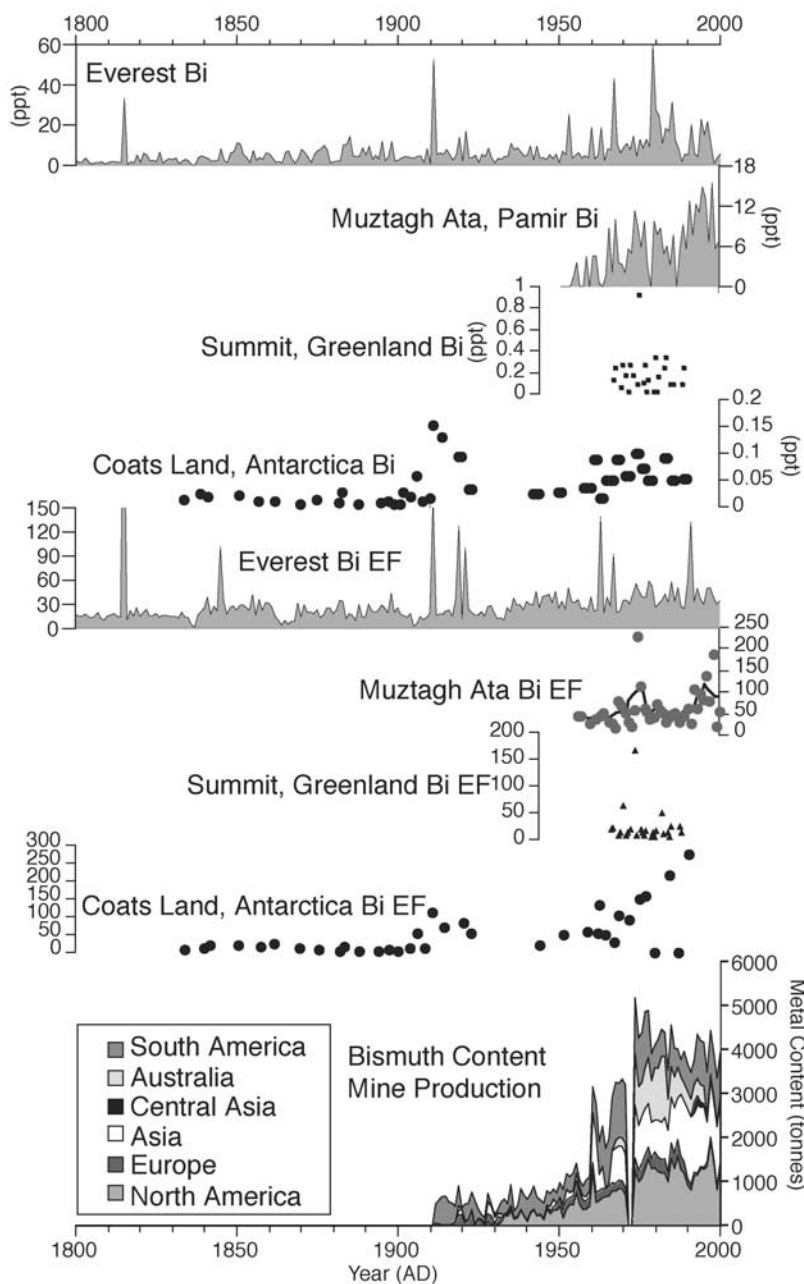 1800 1850 1900 1950 2000
60
40
20
0
(ppt)
Everest Bi
18
12
6
0
(ppt)
Muztagh Ata, Pamir Bi
1
0.8
0.6
0.4
0.2
0
(ppt)
Summit, Greenland Bi
0.2
0.15
0.1
0.05
0
(ppt)
Coats Land, Antarctica Bi
150
120
90
60
30
0
Everest Bi EF
250
200
150
100
50
0
Muztagh Ata Bi EF
200
150
100
50
0
Summit, Greenland Bi EF
300
250
200
150
100
50
0
Coats Land, Antarctica Bi EF
6000
5000
4000
3000
2000
1000
0
Metal Content (tonnes)
Bismuth Content
Mine Production
South America
Australia
Central Asia
Asia
Europe
North America
1800 1850 1900 1950 2000
Year (AD)